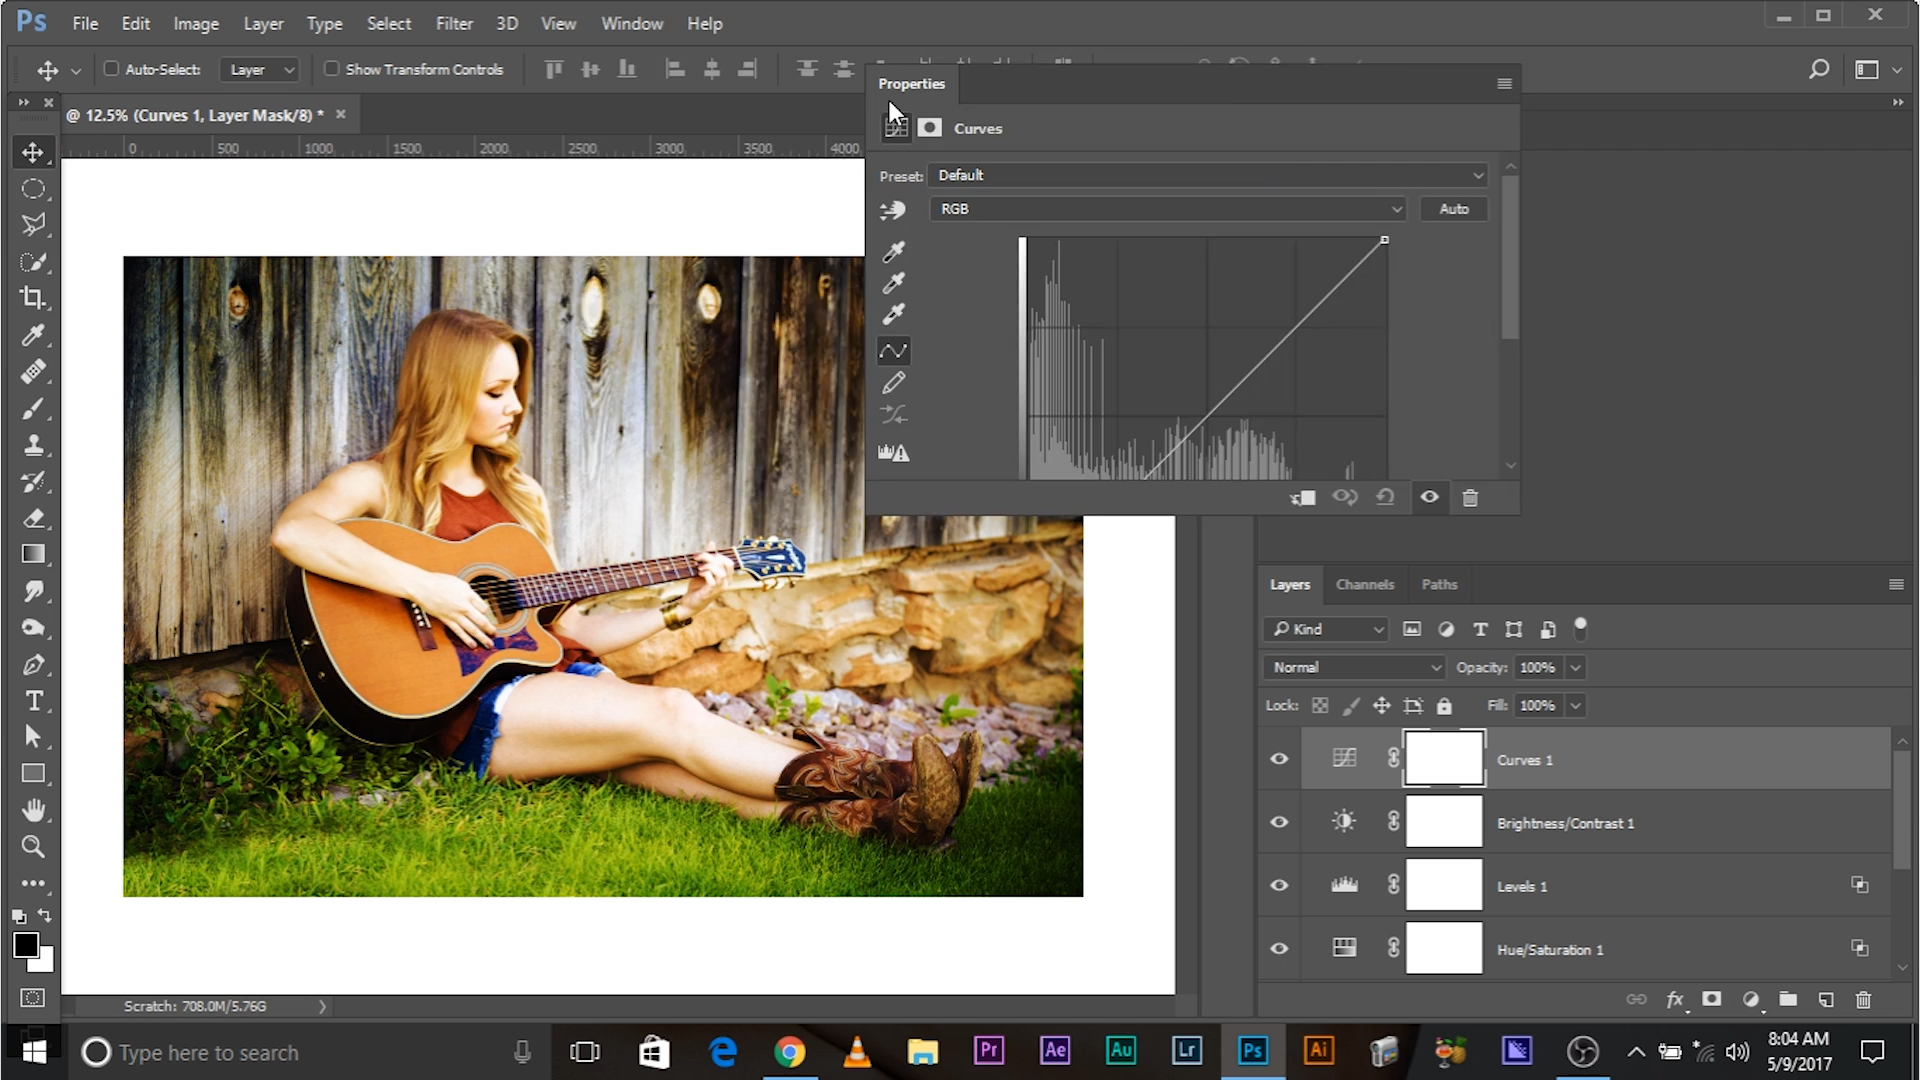 Ps File Edit Image Layer Type Select Filter 3D View Window Help
Auto-Select: Layer Show Transform Controls
Properties
@ 12.5% (Curves 1, Layer Mask/8) *
Curves
0 500 1000 1500 2000 2500 3000 3500 4000
Preset: Default
RGB Auto
Layers Channels Paths
Kind
Normal Opacity: 100%
Lock: Fill: 100%
Curves 1
Brightness/Contrast 1
Levels 1
Hue/Saturation 1
fx
Scratch: 708.0M/5.76G
Type here to search
Pr Ae Au Lr Ps Ai
8:04 AM
5/9/2017